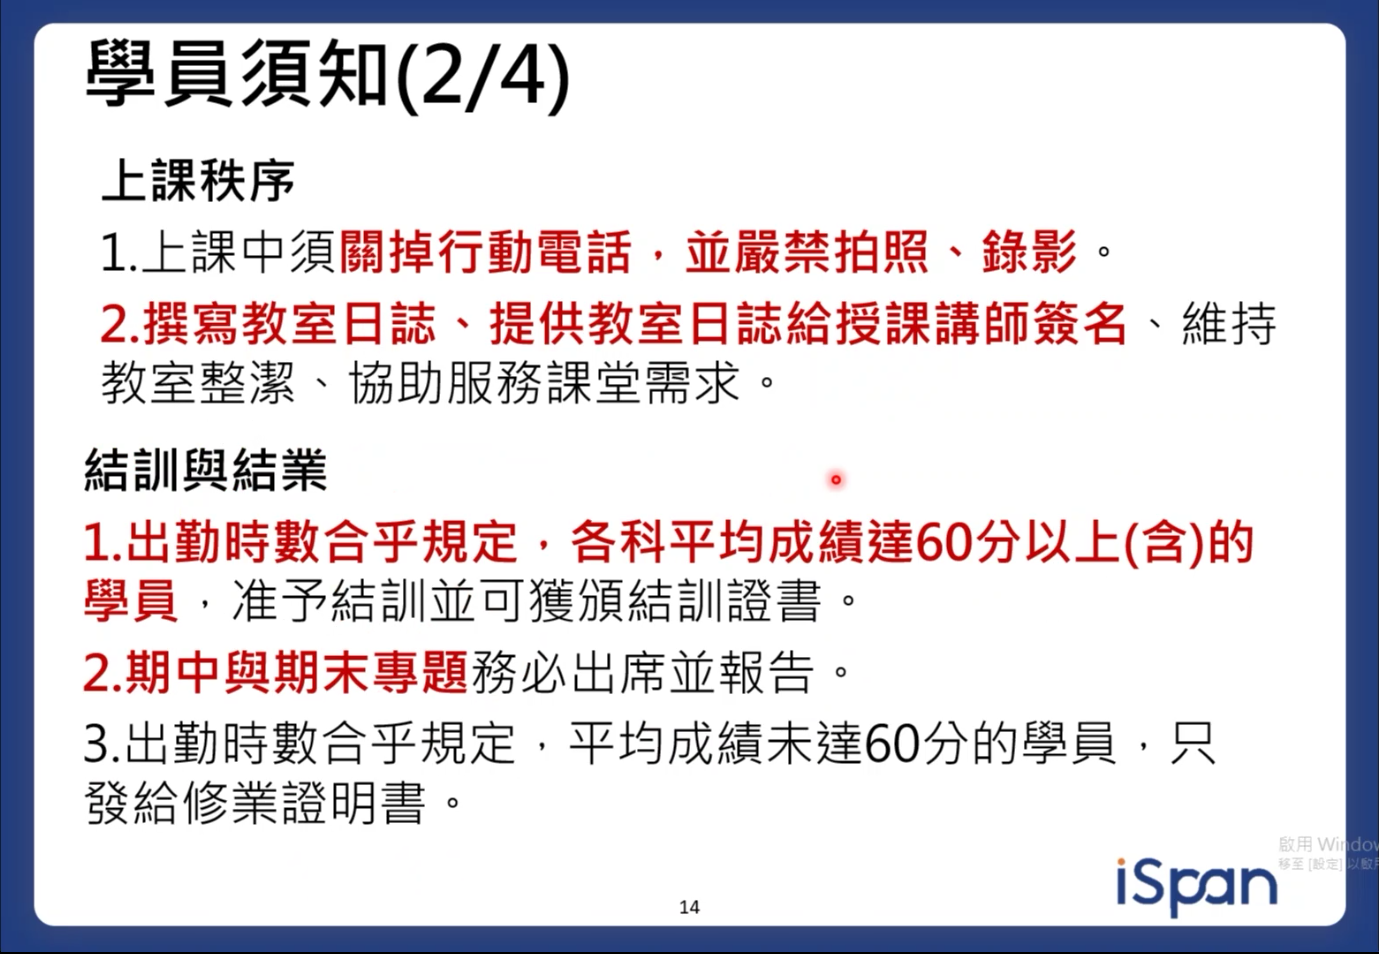 學員須知(2/4)
上課秩序
1.上課中須關掉行動電話，並嚴禁拍照、錄影。
2.撰寫教室日誌、提供教室日誌給授課講師簽名、維持
教室整潔、協助服務課堂需求。
結訓與結業
1.出勤時數合乎規定，各科平均成績達60分以上(含)的
學員，准予結訓並可獲頒結訓證書。
2.期中與期末專題務必出席並報告。
3.出勤時數合乎規定，平均成績未達60分的學員，只
發給修業證明書。
啟用 Window
移至 [設定] 以啟用
iSpan
14